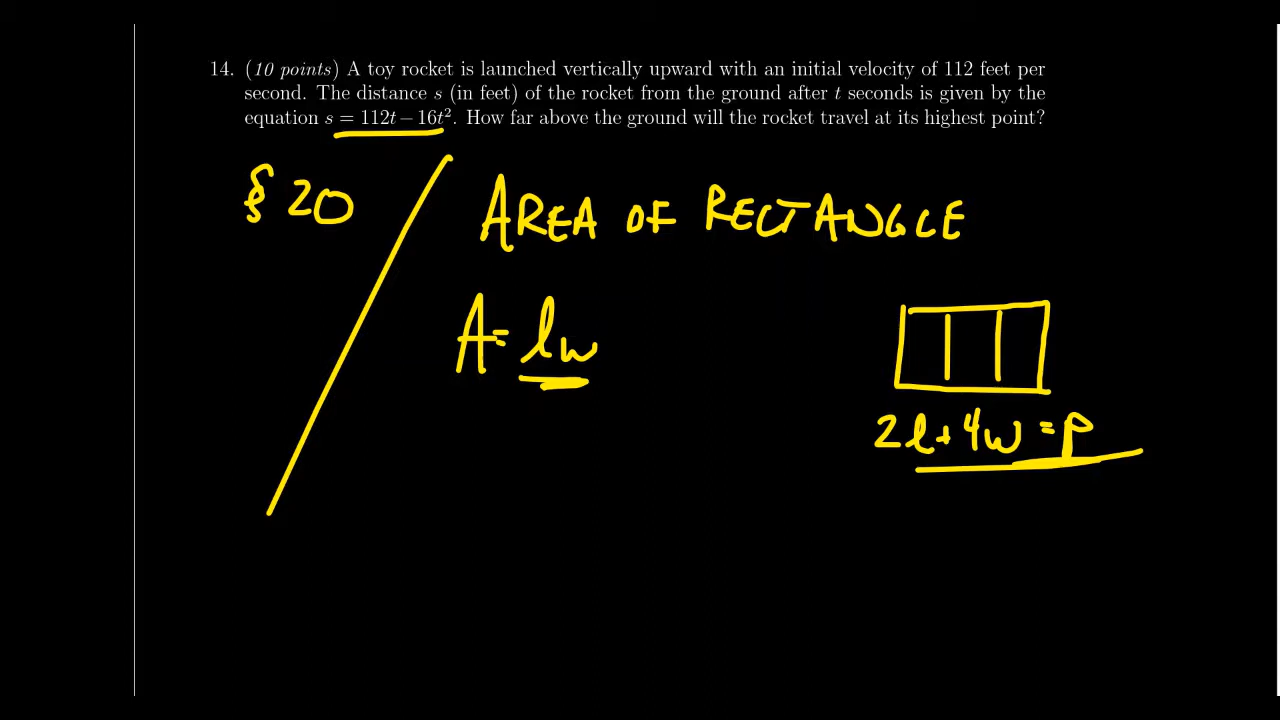 14. (10 points) A toy rocket is launched vertically upward with an initial velocity of 112 feet per
second. The distance s (in feet) of the rocket from the ground after t seconds is given by the
equation s = 112t − 16t². How far above the ground will the rocket travel at its highest point?
§ 20
AREA OF RECTANGLE
A = lw
2l + 4w = P